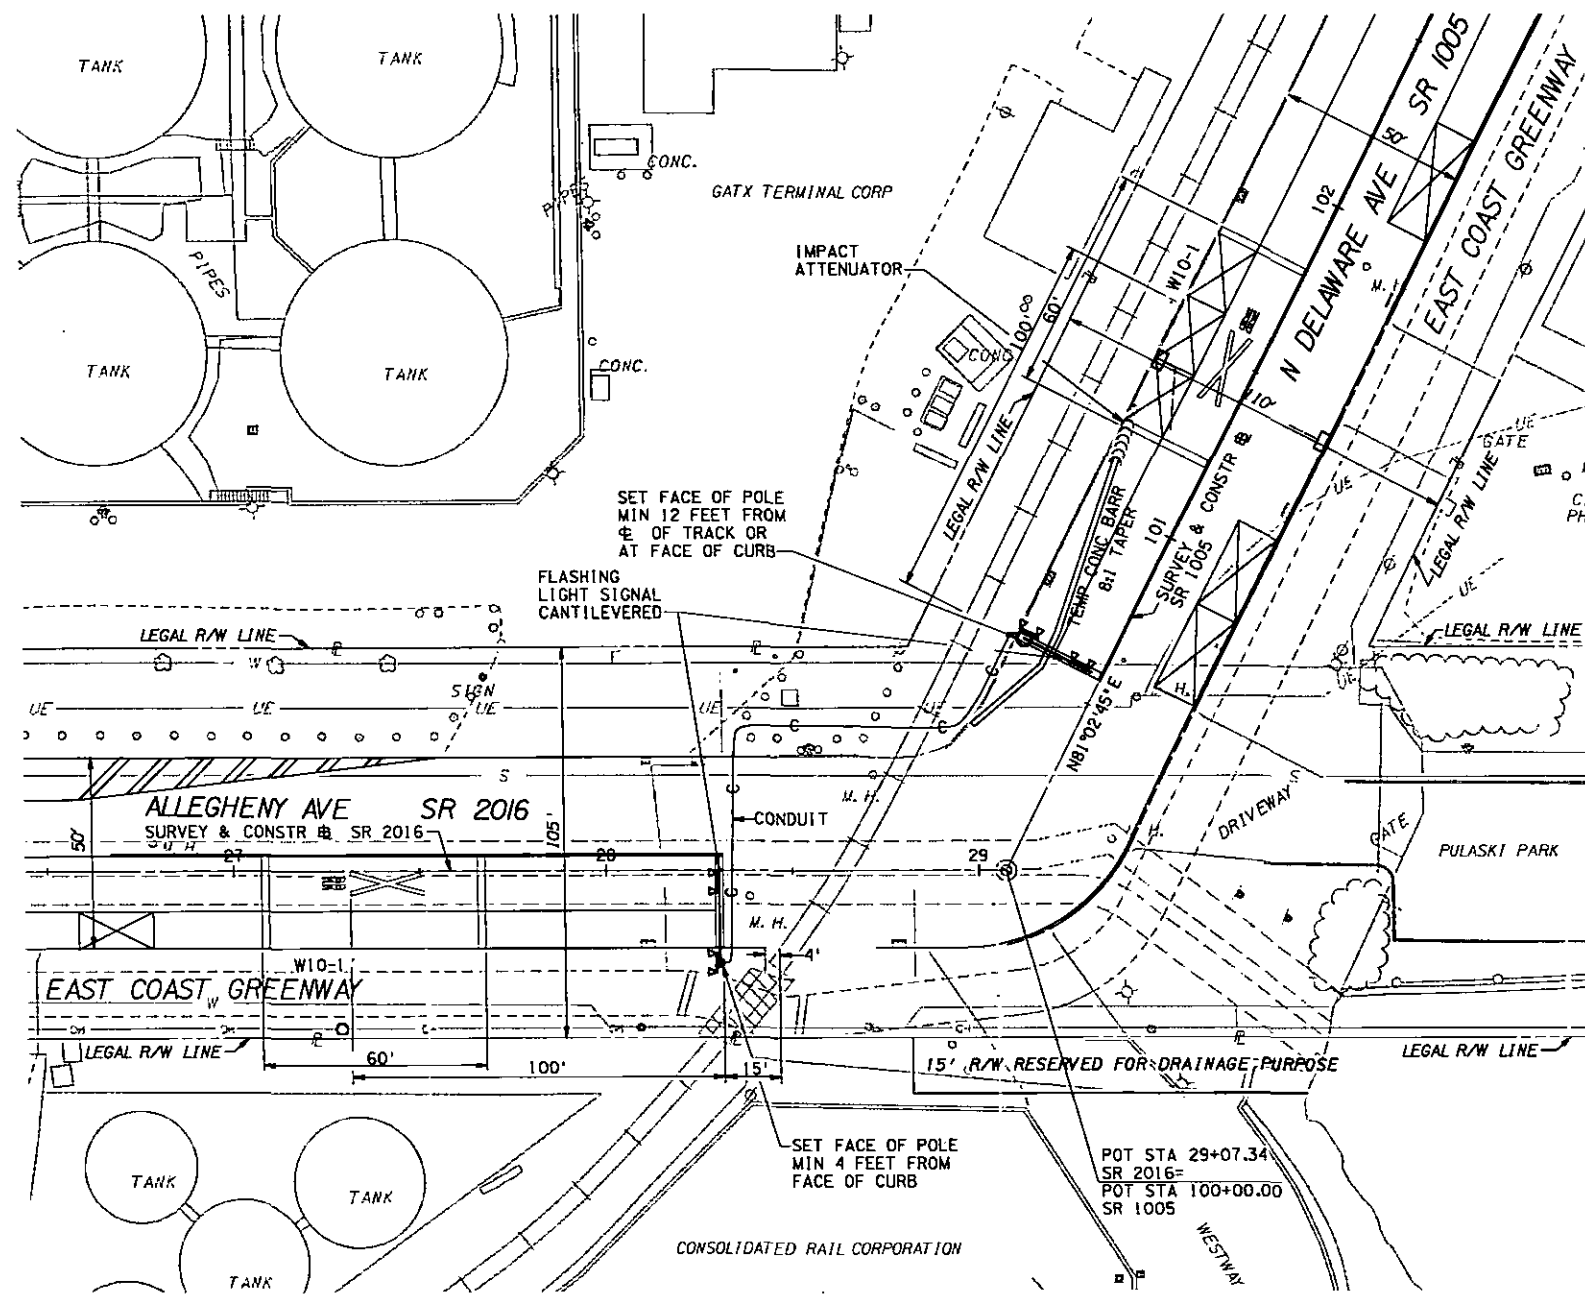 TANK
TANK
CONC.
PIPES
GATX TERMINAL CORP
SR 1005
EAST COAST GREENWAY
50'
102
N DELAWARE AVE
IMPACT
ATTENUATOR
W10-1
M. H.
PIPES
100'
60'
CONC
TANK
TANK
CONC.
110'
LEGAL R/W LINE
UE
GATE
UE
LEGAL R/W LINE
SET FACE OF POLE
MIN 12 FEET FROM
℄ OF TRACK OR
AT FACE OF CURB
TEMP CONC BARR
8:1 TAPER
101
SURVEY & CONSTR
SR 1005
FLASHING
LIGHT SIGNAL
CANTILEVERED
UE
LEGAL R/W LINE
LEGAL R/W LINE
W
SIGN
UE
UE
UE
UE
UE
H.
N81°02'45"E
C
C
S
S
C
M. H.
ALLEGHENY AVE SR 2016
SURVEY & CONSTR SR 2016
50'
105'
CONDUIT
DRIVEWAY
H.
GATE
PULASKI PARK
27
28
29
C
M. H.
4'
W10-1
EAST COAST GREENWAY
W
LEGAL R/W LINE
60'
100'
15'
15' R/W RESERVED FOR DRAINAGE PURPOSE
LEGAL R/W LINE
SET FACE OF POLE
MIN 4 FEET FROM
FACE OF CURB
POT STA 29+07.34
SR 2016=
POT STA 100+00.00
SR 1005
TANK
TANK
TANK
CONSOLIDATED RAIL CORPORATION
WESTWAY